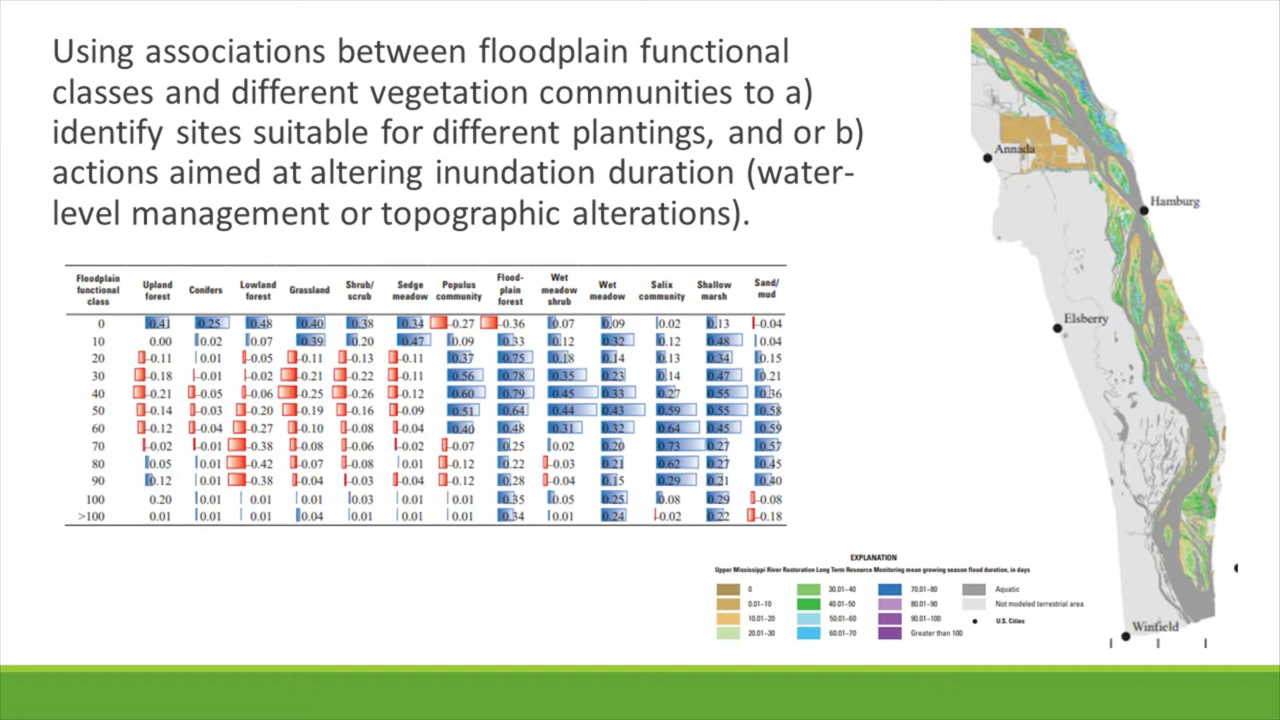 Using associations between floodplain functional
classes and different vegetation communities to a)
identify sites suitable for different plantings, and or b)
actions aimed at altering inundation duration (water-
level management or topographic alterations).
Floodplain functional class Upland forest Conifers Lowland forest Grassland Shrub/ scrub Sedge meadow Populus community Flood- plain forest Wet meadow shrub Wet meadow Salix community Shallow marsh Sand/ mud
0 0.41 0.25 0.48 0.40 0.38 0.34 -0.27 -0.36 0.07 0.09 0.02 0.13 -0.04
10 0.00 0.02 0.07 0.39 0.20 0.47 0.09 0.33 0.12 0.32 0.12 0.48 0.04
20 -0.11 0.01 -0.05 -0.11 -0.13 -0.11 0.37 0.75 0.18 0.14 0.13 0.34 0.15
30 -0.18 -0.01 -0.02 -0.21 -0.22 -0.11 0.56 0.78 0.35 0.23 0.14 0.47 0.21
40 -0.21 -0.05 -0.06 -0.25 -0.26 -0.12 0.60 0.79 0.45 0.33 0.27 0.55 0.36
50 -0.14 -0.03 -0.20 -0.19 -0.16 -0.09 0.51 0.64 0.44 0.43 0.59 0.55 0.58
60 -0.12 -0.04 -0.27 -0.10 -0.08 -0.04 0.40 0.48 0.31 0.32 0.64 0.45 0.59
70 -0.02 -0.01 -0.38 -0.08 -0.06 -0.02 -0.07 0.25 0.02 0.20 0.73 0.27 0.57
80 0.05 0.01 -0.42 -0.07 -0.08 0.01 -0.12 0.22 -0.03 0.21 0.62 0.27 0.45
90 0.12 0.01 -0.38 -0.04 -0.03 -0.04 -0.12 0.28 -0.04 0.15 0.29 0.21 0.40
100 0.20 0.01 0.01 0.01 0.03 0.01 0.01 0.35 0.05 0.25 0.08 0.29 -0.08
>100 0.01 0.01 0.01 0.04 0.01 0.01 0.01 0.34 0.01 0.24 -0.02 0.22 -0.18
Annada
Hamburg
Elsberry
Winfield
EXPLANATION
Upper Mississippi River Restoration Long Term Resource Monitoring mean growing season flood duration, in days
0 30.01–40 70.01–80 Aquatic
0.01–10 40.01–50 80.01–90 Not modeled terrestrial area
10.01–20 50.01–60 90.01–100 U.S. Cities
20.01–30 60.01–70 Greater than 100